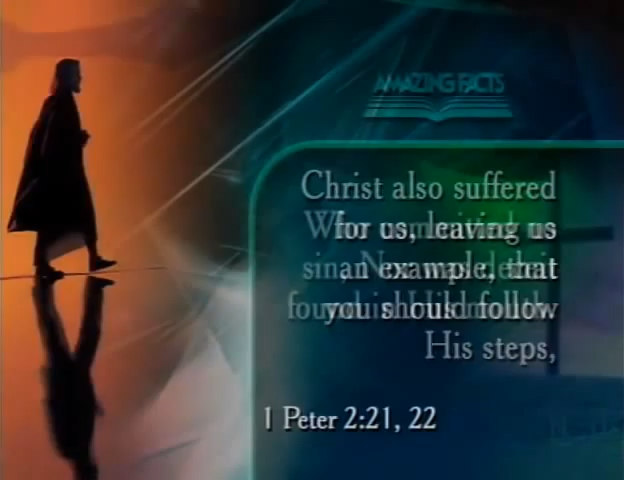 AMAZING FACTS
Christ also suffered
for us, leaving us
an example, that
you should follow
His steps,
1 Peter 2:21, 22